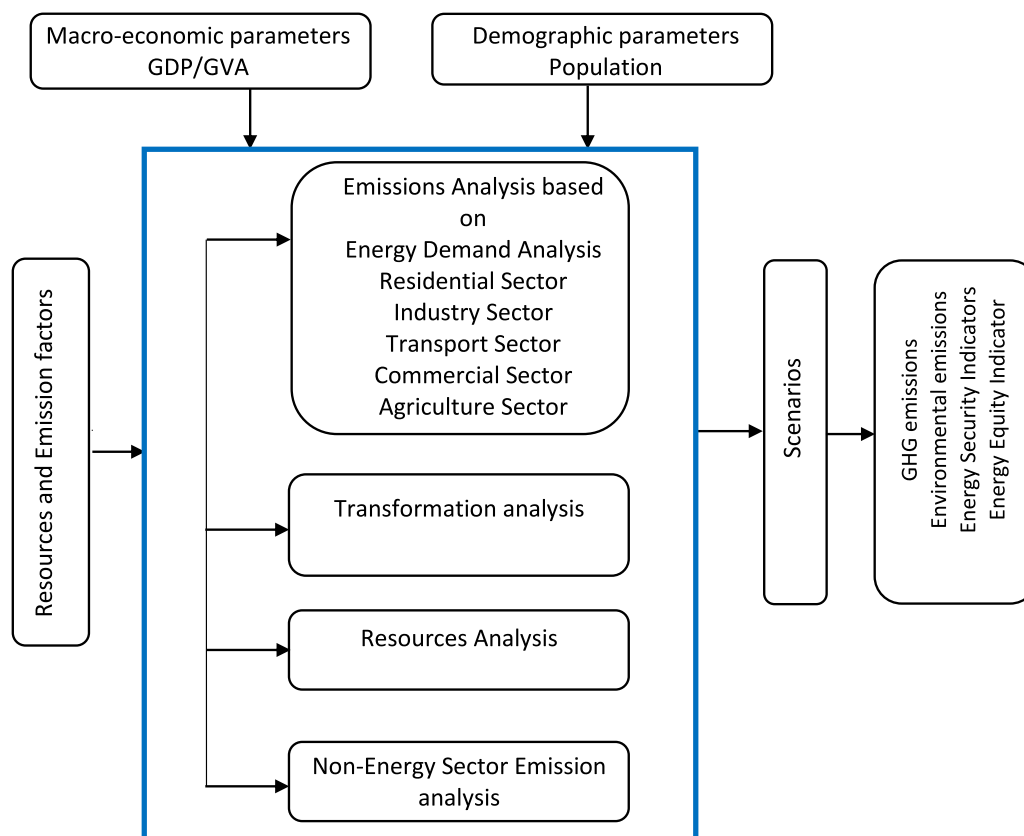 Macro-economic parameters
GDP/GVA
Demographic parameters
Population
Resources and Emission factors
Emissions Analysis based
on
Energy Demand Analysis
Residential Sector
Industry Sector
Transport Sector
Commercial Sector
Agriculture Sector
Transformation analysis
Resources Analysis
Non-Energy Sector Emission
analysis
Scenarios
GHG emissions
Environmental emissions
Energy Security Indicators
Energy Equity Indicator